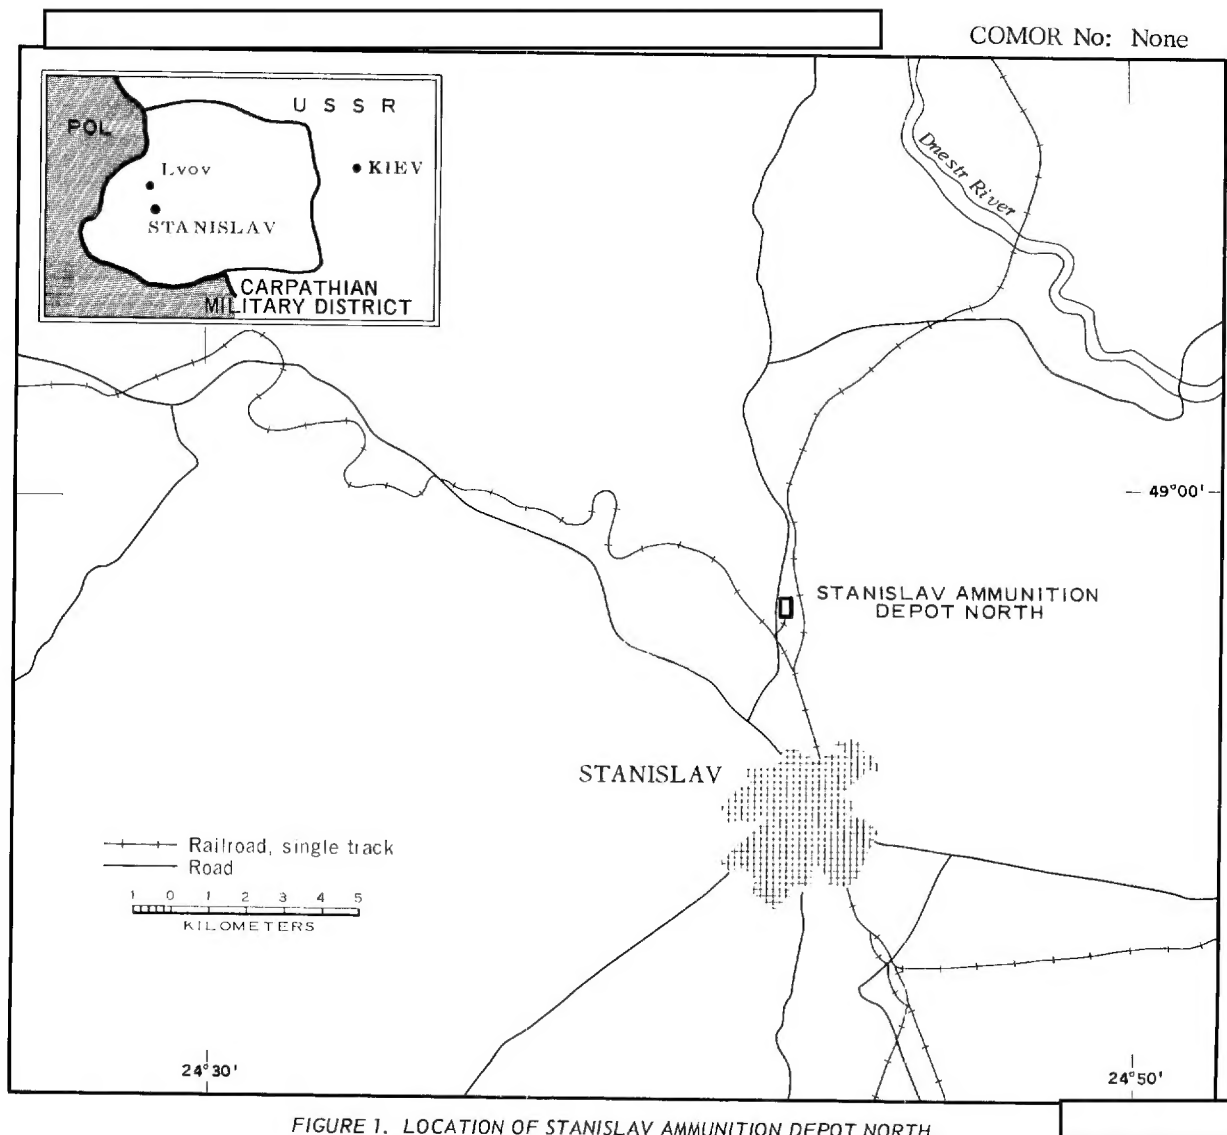 COMOR No: None
U S S R
POL
Lvov
KIEV
STANISLAV
CARPATHIAN
MILITARY DISTRICT
Dnestr River
49°00'
STANISLAV AMMUNITION
DEPOT NORTH
STANISLAV
Railroad, single track
Road
1 0 1 2 3 4 5
KILOMETERS
24°30'
24°50'
FIGURE 1. LOCATION OF STANISLAV AMMUNITION DEPOT NORTH